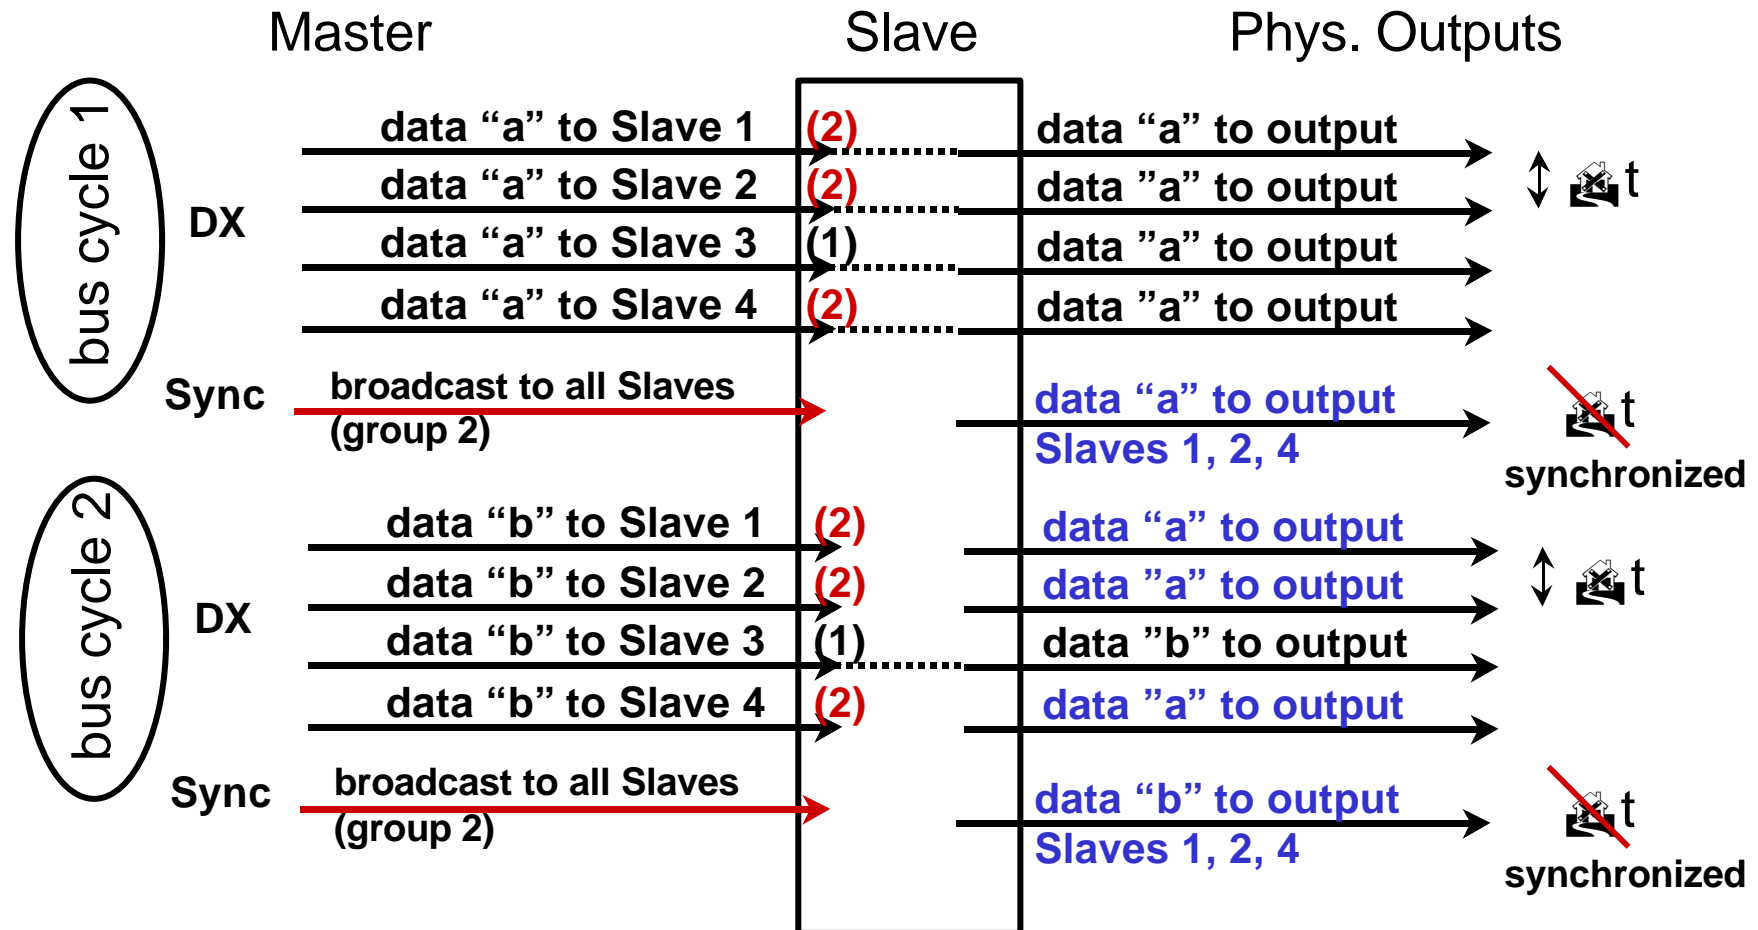 Master Slave Phys. Outputs
bus cycle 1
data “a” to Slave 1 (2) data “a” to output
data “a” to Slave 2 (2) data ”a” to output
t
DX
data “a” to Slave 3 (1) data ”a” to output
data “a” to Slave 4 (2) data ”a” to output
Sync broadcast to all Slaves data “a” to output t
(group 2) Slaves 1, 2, 4
synchronized
bus cycle 2
data “b” to Slave 1 (2) data “a” to output
data “b” to Slave 2 (2) data ”a” to output t
DX
data “b” to Slave 3 (1) data ”b” to output
data “b” to Slave 4 (2) data ”a” to output
Sync broadcast to all Slaves data “b” to output t
(group 2) Slaves 1, 2, 4
synchronized